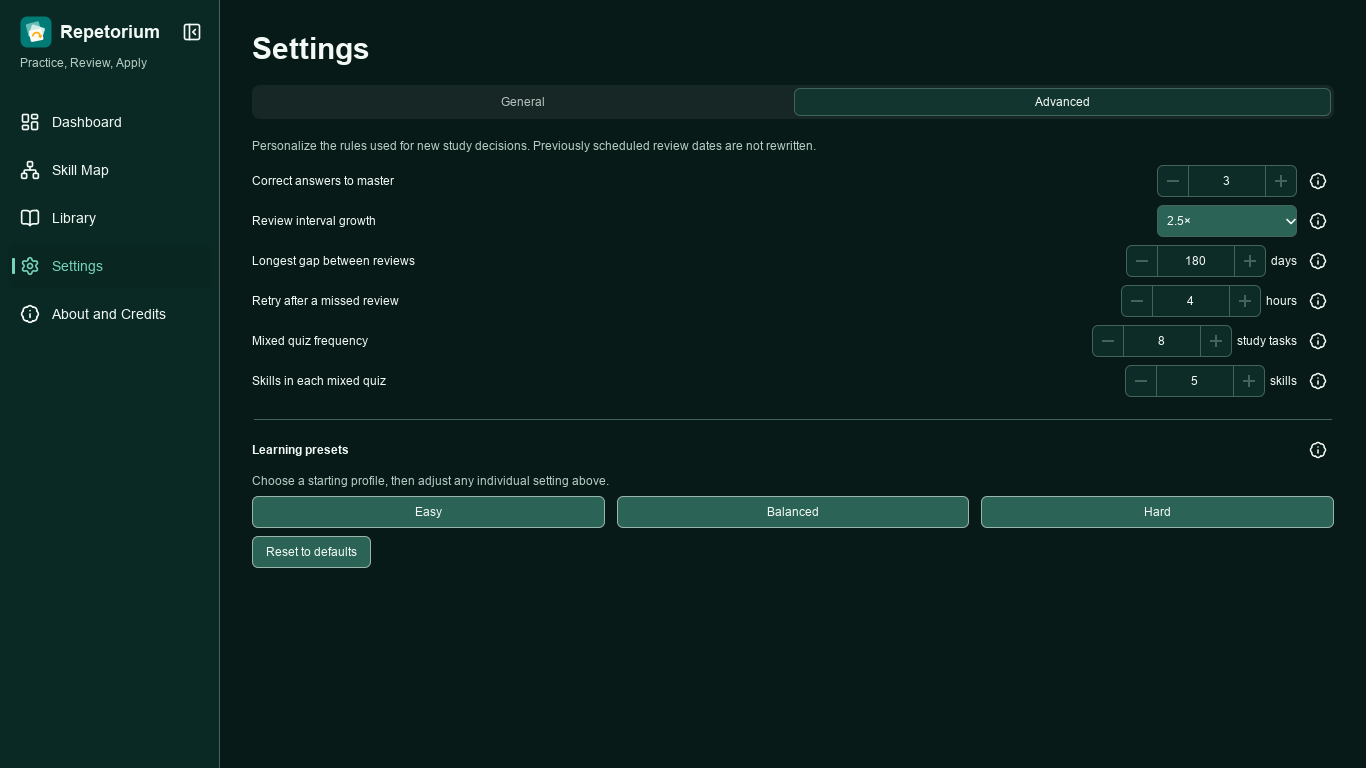 Repetorium
Practice, Review, Apply
Dashboard
Skill Map
Library
Settings
About and Credits
Settings
General
Advanced
Personalize the rules used for new study decisions. Previously scheduled review dates are not rewritten.
Correct answers to master
3
Review interval growth
2.5×
Longest gap between reviews
180
days
Retry after a missed review
4
hours
Mixed quiz frequency
8
study tasks
Skills in each mixed quiz
5
skills
Learning presets
Choose a starting profile, then adjust any individual setting above.
Easy
Balanced
Hard
Reset to defaults